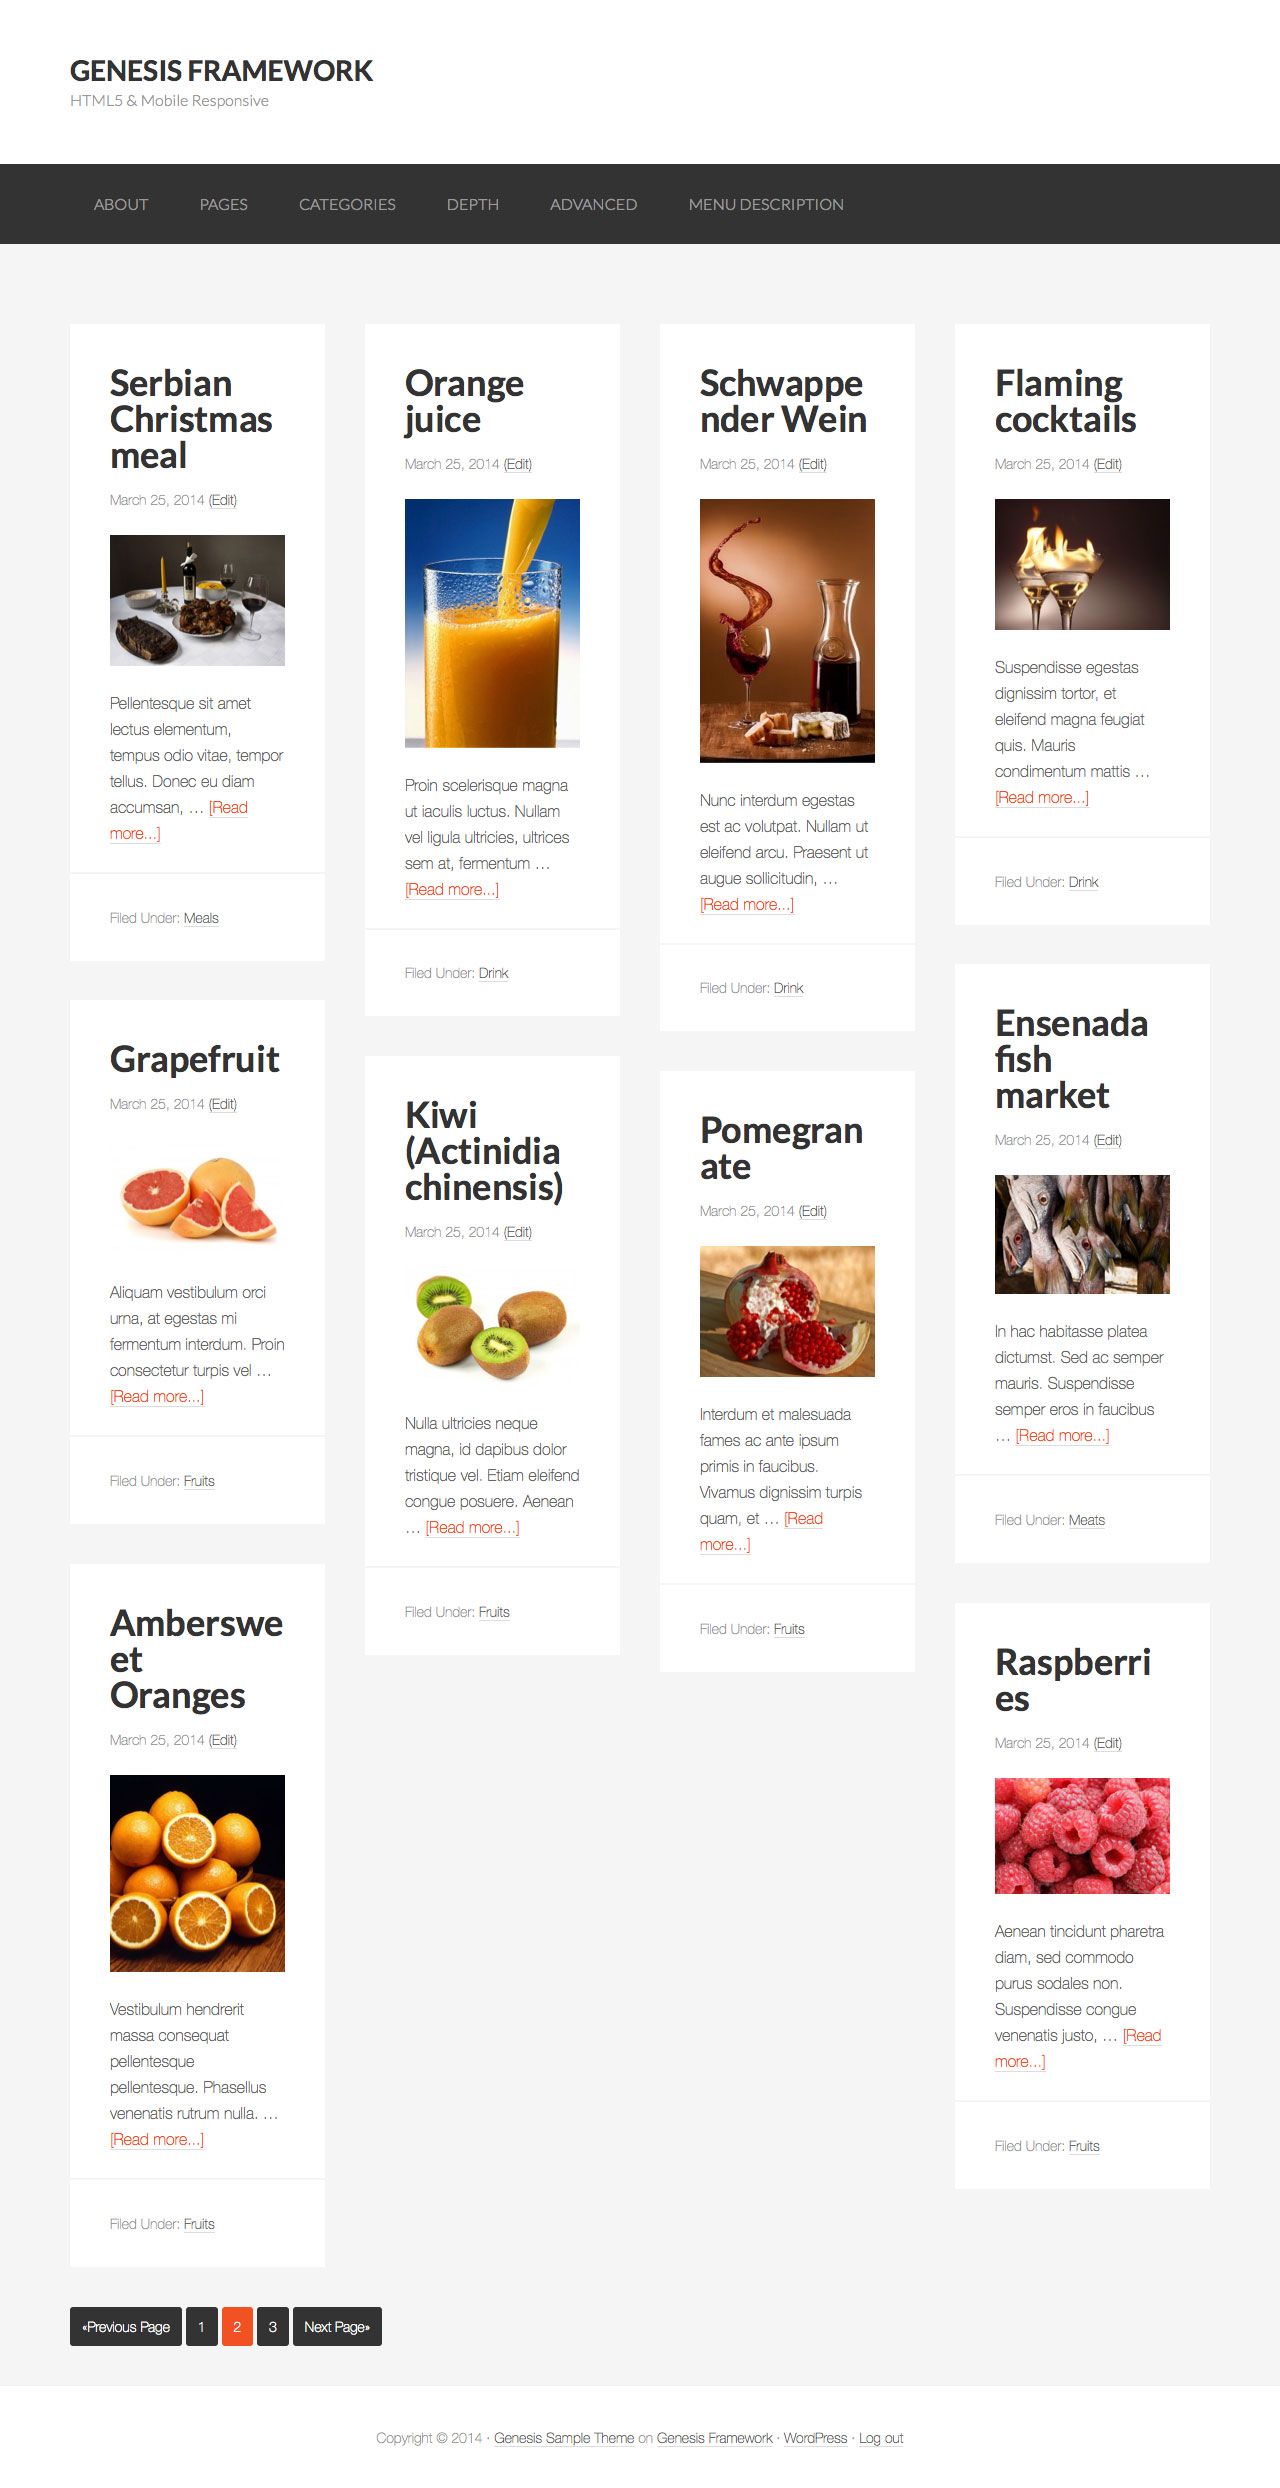 GENESIS FRAMEWORK
HTML5 & Mobile Responsive
ABOUT PAGES CATEGORIES DEPTH ADVANCED MENU DESCRIPTION
Serbian
Christmas
meal
March 25, 2014 (Edit)
Pellentesque sit amet
lectus elementum,
tempus odio vitae, tempor
tellus. Donec eu diam
accumsan, … [Read
more...]
Filed Under: Meals
Grapefruit
March 25, 2014 (Edit)
Aliquam vestibulum orci
urna, at egestas mi
fermentum interdum. Proin
consectetur turpis vel …
[Read more...]
Filed Under: Fruits
Amberswe
et
Oranges
March 25, 2014 (Edit)
Vestibulum hendrerit
massa consequat
pellentesque
pellentesque. Phasellus
venenatis rutrum nulla. …
[Read more...]
Filed Under: Fruits
Orange
juice
March 25, 2014 (Edit)
Proin scelerisque magna
ut iaculis luctus. Nullam
vel ligula ultricies, ultrices
sem at, fermentum …
[Read more...]
Filed Under: Drink
Kiwi
(Actinidia
chinensis)
March 25, 2014 (Edit)
Nulla ultricies neque
magna, id dapibus dolor
tristique vel. Etiam eleifend
congue posuere. Aenean
… [Read more...]
Filed Under: Fruits
Schwappe
nder Wein
March 25, 2014 (Edit)
Nunc interdum egestas
est ac volutpat. Nullam ut
eleifend arcu. Praesent ut
augue sollicitudin, …
[Read more...]
Filed Under: Drink
Pomegran
ate
March 25, 2014 (Edit)
Interdum et malesuada
fames ac ante ipsum
primis in faucibus.
Vivamus dignissim turpis
quam, et … [Read
more...]
Filed Under: Fruits
Flaming
cocktails
March 25, 2014 (Edit)
Suspendisse egestas
dignissim tortor, et
eleifend magna feugiat
quis. Mauris
condimentum mattis …
[Read more...]
Filed Under: Drink
Ensenada
fish
market
March 25, 2014 (Edit)
In hac habitasse platea
dictumst. Sed ac semper
mauris. Suspendisse
semper eros in faucibus
… [Read more...]
Filed Under: Meats
Raspberri
es
March 25, 2014 (Edit)
Aenean tincidunt pharetra
diam, sed commodo
purus sodales non.
Suspendisse congue
venenatis justo, … [Read
more...]
Filed Under: Fruits
«Previous Page 1 2 3 Next Page»
Copyright © 2014 · Genesis Sample Theme on Genesis Framework · WordPress · Log out